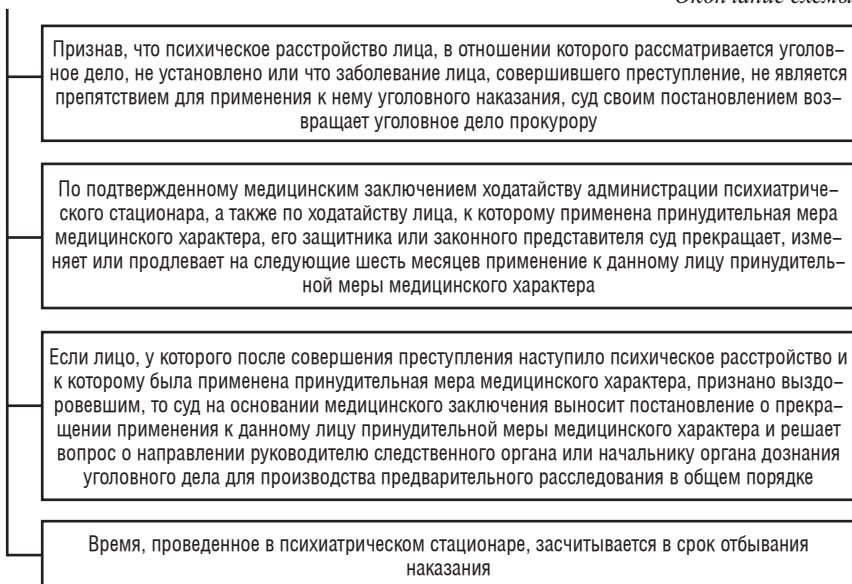 Окончание схемы
Признав, что психическое расстройство лица, в отношении которого рассматривается уголов-
ное дело, не установлено или что заболевание лица, совершившего преступление, не является
препятствием для применения к нему уголовного наказания, суд своим постановлением воз-
вращает уголовное дело прокурору
По подтвержденному медицинским заключением ходатайству администрации психиатриче-
ского стационара, а также по ходатайству лица, к которому применена принудительная мера
медицинского характера, его защитника или законного представителя суд прекращает, изме-
няет или продлевает на следующие шесть месяцев применение к данному лицу принудитель-
ной меры медицинского характера
Если лицо, у которого после совершения преступления наступило психическое расстройство и
к которому была применена принудительная мера медицинского характера, признано выздо-
ровевшим, то суд на основании медицинского заключения выносит постановление о прекра-
щении применения к данному лицу принудительной меры медицинского характера и решает
вопрос о направлении руководителю следственного органа или начальнику органа дознания
уголовного дела для производства предварительного расследования в общем порядке
Время, проведенное в психиатрическом стационаре, засчитывается в срок отбывания
наказания